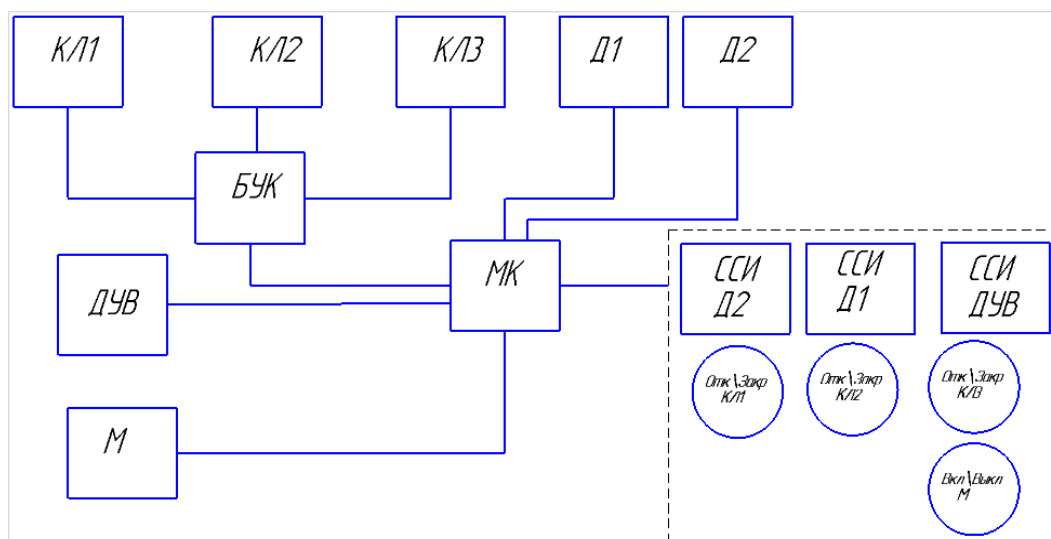 КЛ1
КЛ2
КЛ3
Д1
Д2
БУК
МК
ДУВ
М
ССИ
Д2
ССИ
Д1
ССИ
ДУВ
Отк\Закр
КЛ1
Отк\Закр
КЛ2
Отк\Закр
КЛ3
Вкл\Выкл
М